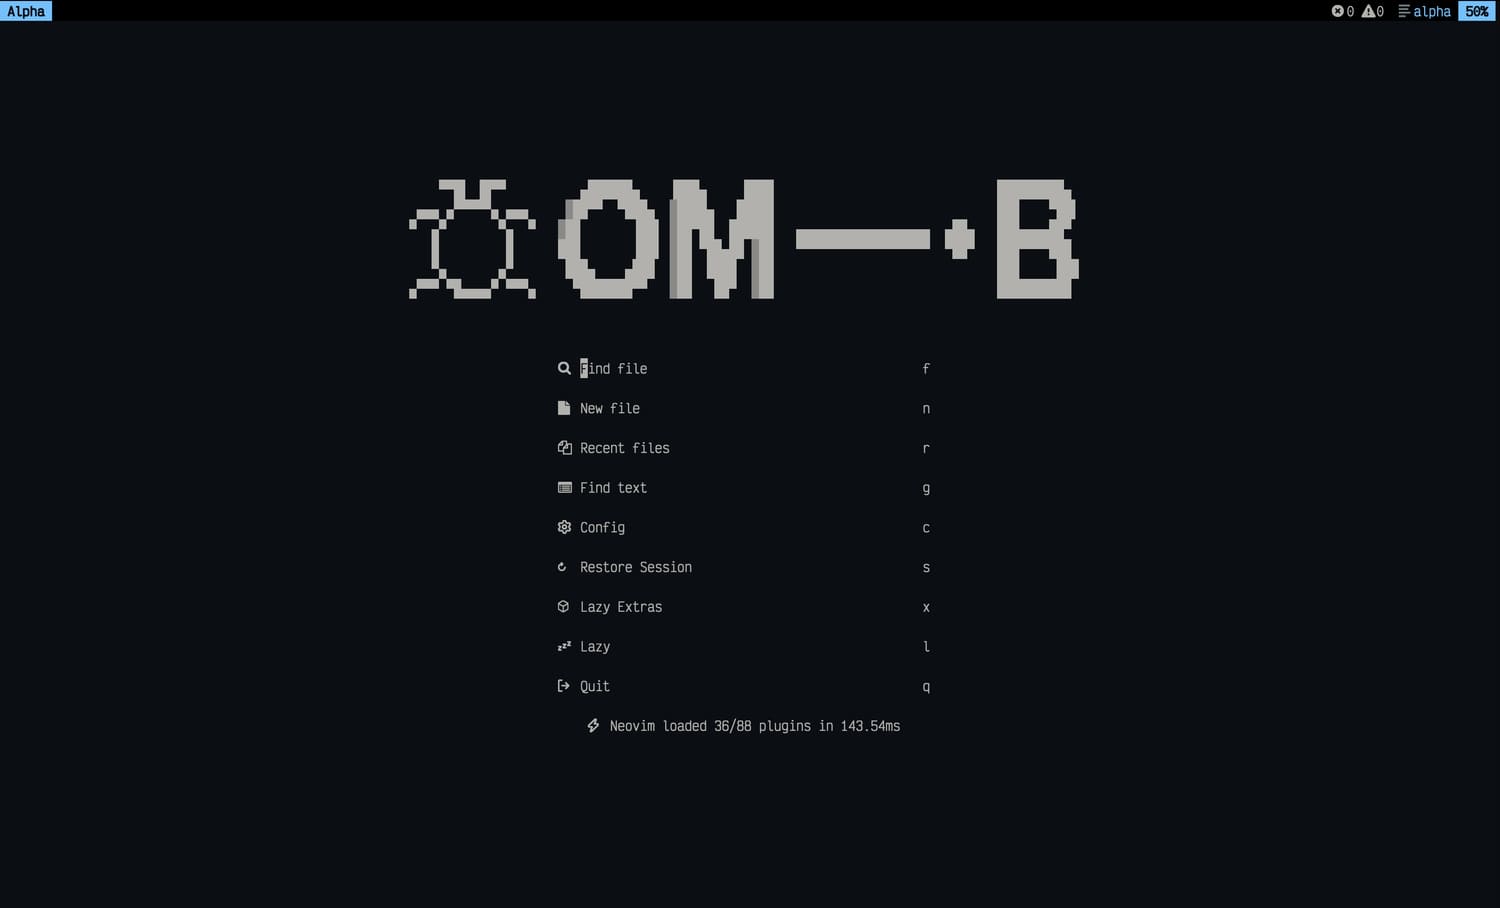 Alpha 0 0 alpha 50%
OM—·B
Find file f
New file n
Recent files r
Find text g
Config c
Restore Session s
Lazy Extras x
zzz Lazy l
Quit q
Neovim loaded 36/88 plugins in 143.54ms